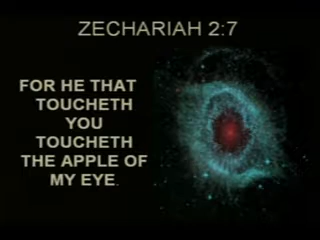 ZECHARIAH 2:7
FOR HE THAT
TOUCHETH
YOU
TOUCHETH
THE APPLE OF
MY EYE.